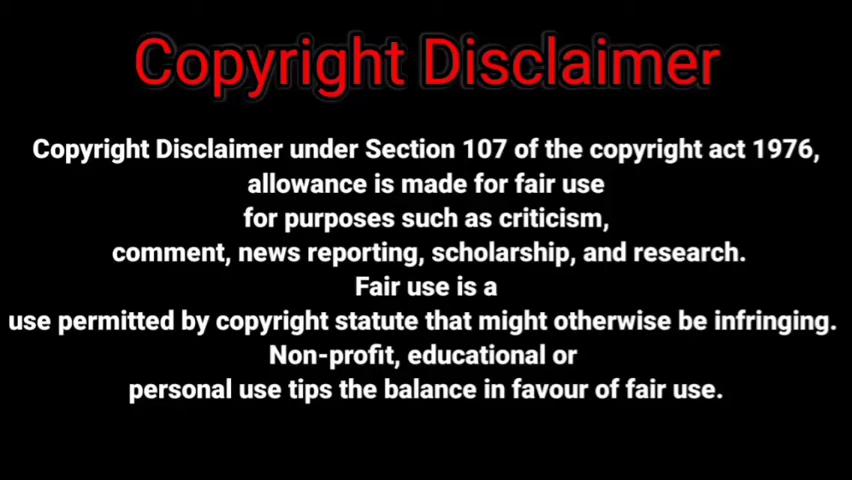 Copyright Disclaimer
Copyright Disclaimer under Section 107 of the copyright act 1976,
allowance is made for fair use
for purposes such as criticism,
comment, news reporting, scholarship, and research.
Fair use is a
use permitted by copyright statute that might otherwise be infringing.
Non-profit, educational or
personal use tips the balance in favour of fair use.